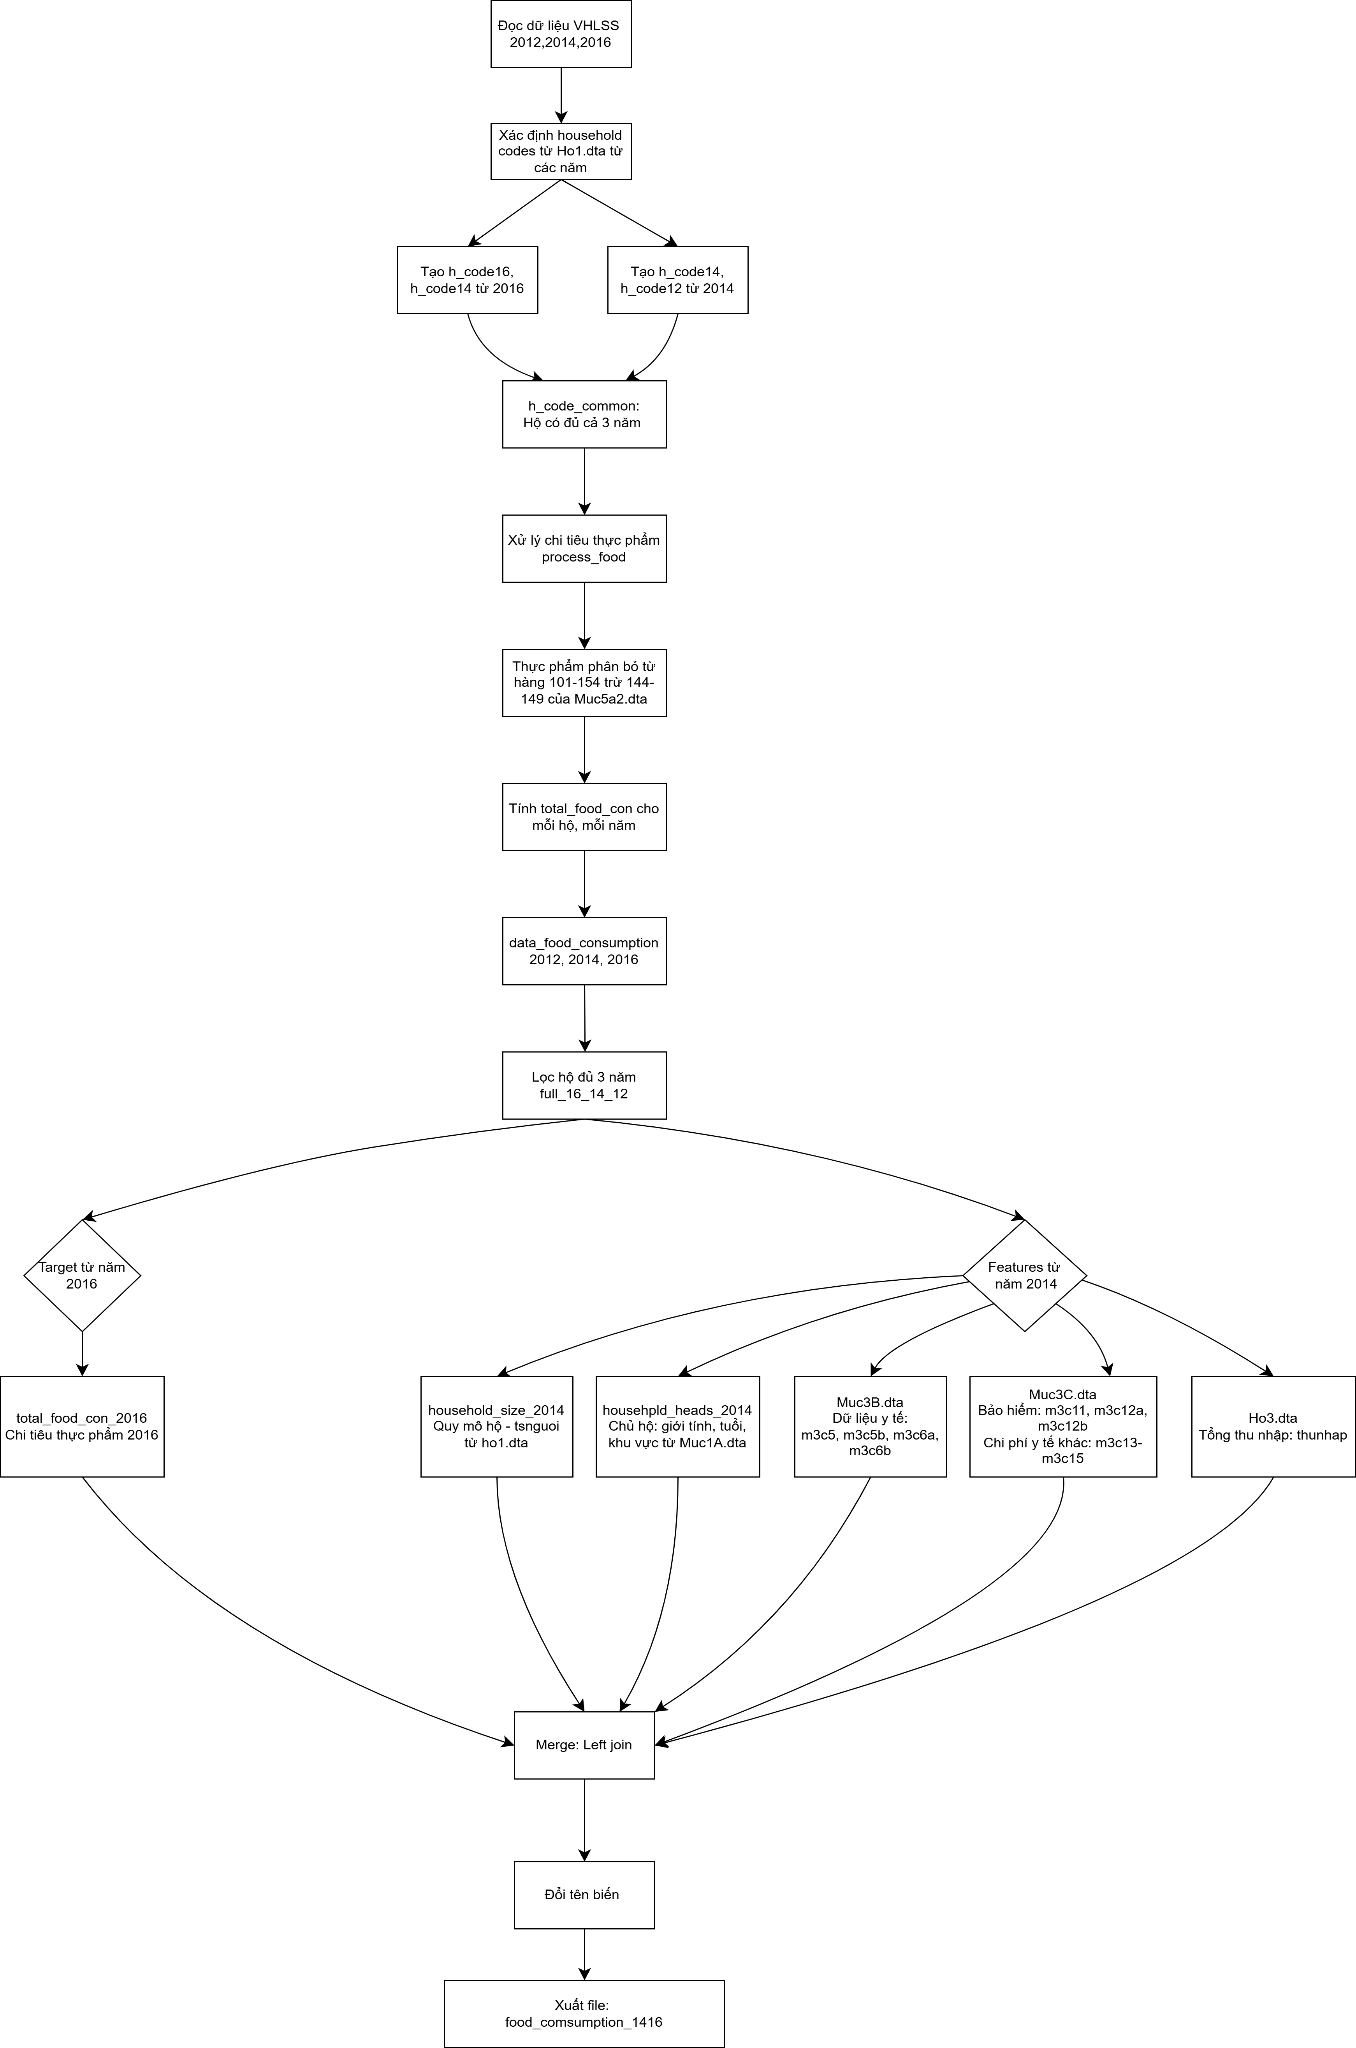 Đọc dữ liệu VHLSS
2012,2014,2016
Xác định household
codes từ Ho1.dta từ
các năm
Tạo h_code16,
h_code14 từ 2016
Tạo h_code14,
h_code12 từ 2014
h_code_common:
Hộ có đủ cả 3 năm
Xử lý chi tiêu thực phẩm
process_food
Thực phẩm phân bó từ
hàng 101-154 trừ 144-
149 của Muc5a2.dta
Tính total_food_con cho
mỗi hộ, mỗi năm
data_food_consumption
2012, 2014, 2016
Lọc hộ đủ 3 năm
full_16_14_12
Target từ năm
2016
Features từ
năm 2014
total_food_con_2016
Chi tiêu thực phẩm 2016
household_size_2014
Quy mô hộ - tsnguoi
từ ho1.dta
househpld_heads_2014
Chủ hộ: giới tính, tuổi,
khu vực từ Muc1A.dta
Muc3B.dta
Dữ liệu y tế:
m3c5, m3c5b, m3c6a,
m3c6b
Muc3C.dta
Bảo hiếm: m3c11, m3c12a,
m3c12b
Chi phí y tế khác: m3c13-
m3c15
Ho3.dta
Tổng thu nhập: thunhap
Merge: Left join
Đổi tên biến
Xuất file:
food_comsumption_1416